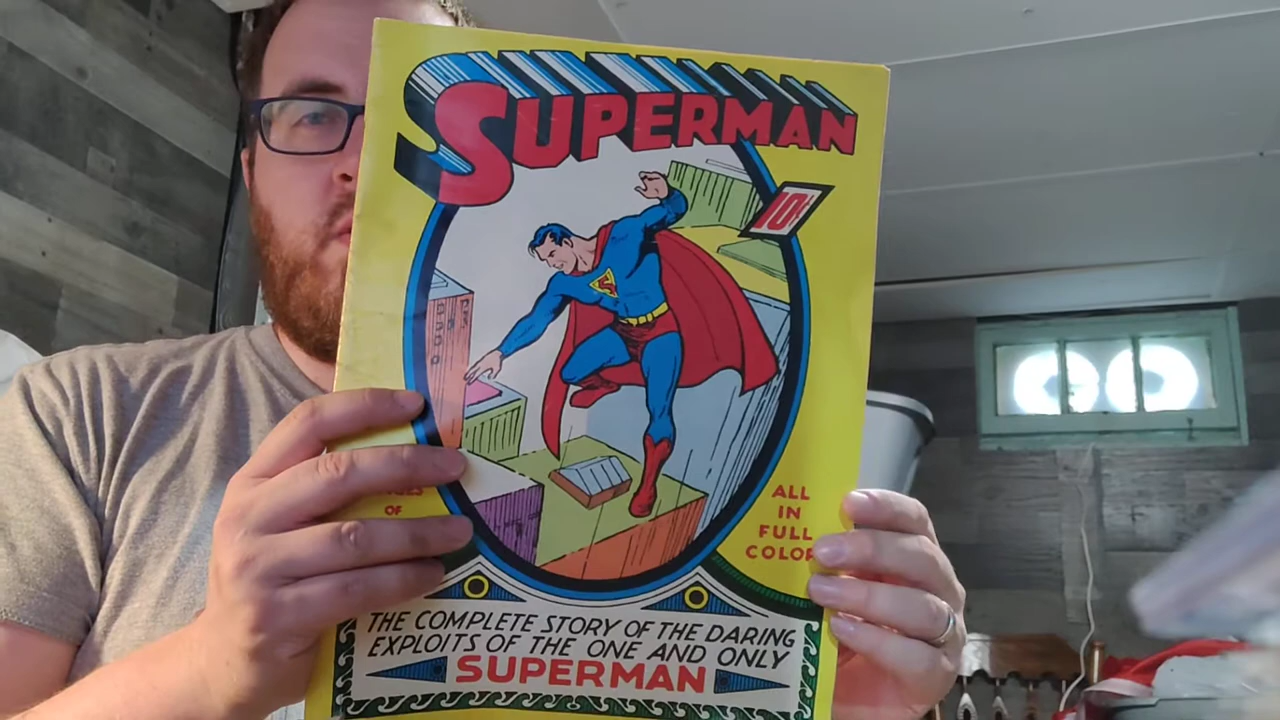 SUPERMAN
10¢
S
OF
ALL
IN
FULL
COLOR
THE COMPLETE STORY OF THE DARING
EXPLOITS OF THE ONE AND ONLY
SUPERMAN